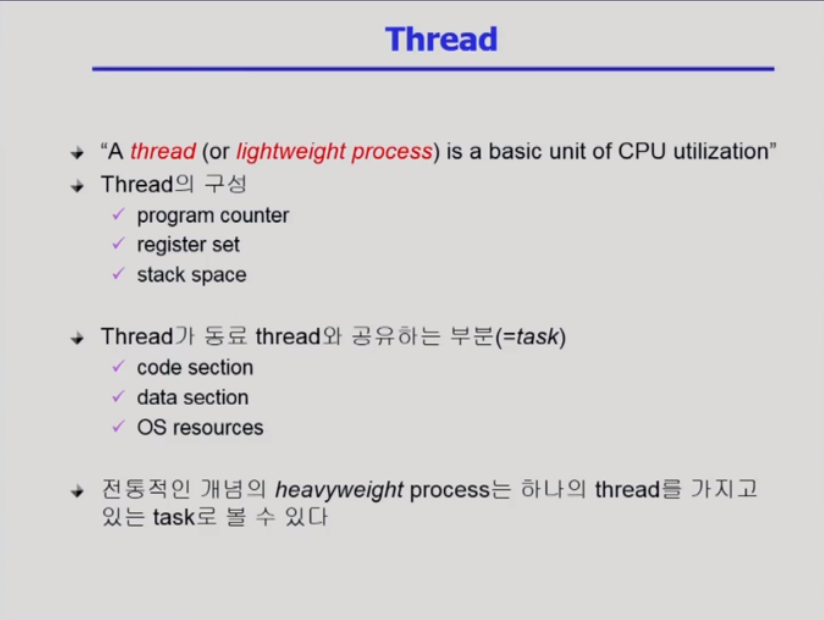 Thread
“A thread (or lightweight process) is a basic unit of CPU utilization”
Thread의 구성
program counter
register set
stack space
Thread가 동료 thread와 공유하는 부분(=task)
code section
data section
OS resources
전통적인 개념의 heavyweight process는 하나의 thread를 가지고
있는 task로 볼 수 있다